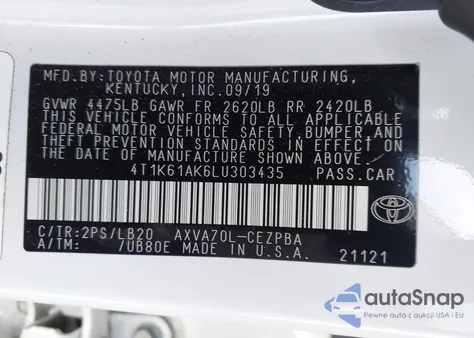 MFD.BY:TOYOTA MOTOR MANUFACTURING,
KENTUCKY,INC.09/19
GVWR 4475LB GAWR FR 2620LB RR 2420LB
THIS VEHICLE CONFORMS TO ALL APPLICABLE
FEDERAL MOTOR VEHICLE SAFETY,BUMPER,AND
THEFT PREVENTION STANDARDS IN EFFECT ON
THE DATE OF MANUFACTURE SHOWN ABOVE.
4T1K61AK6LU303435 PASS.CAR
C/TR:2PS/LB20 AXVA70L-CEZPBA
A/TM: /UB80E MADE IN U.S.A. 21121
TOYOTA
autoSnap
Pewne auta z aukcji USA i EU